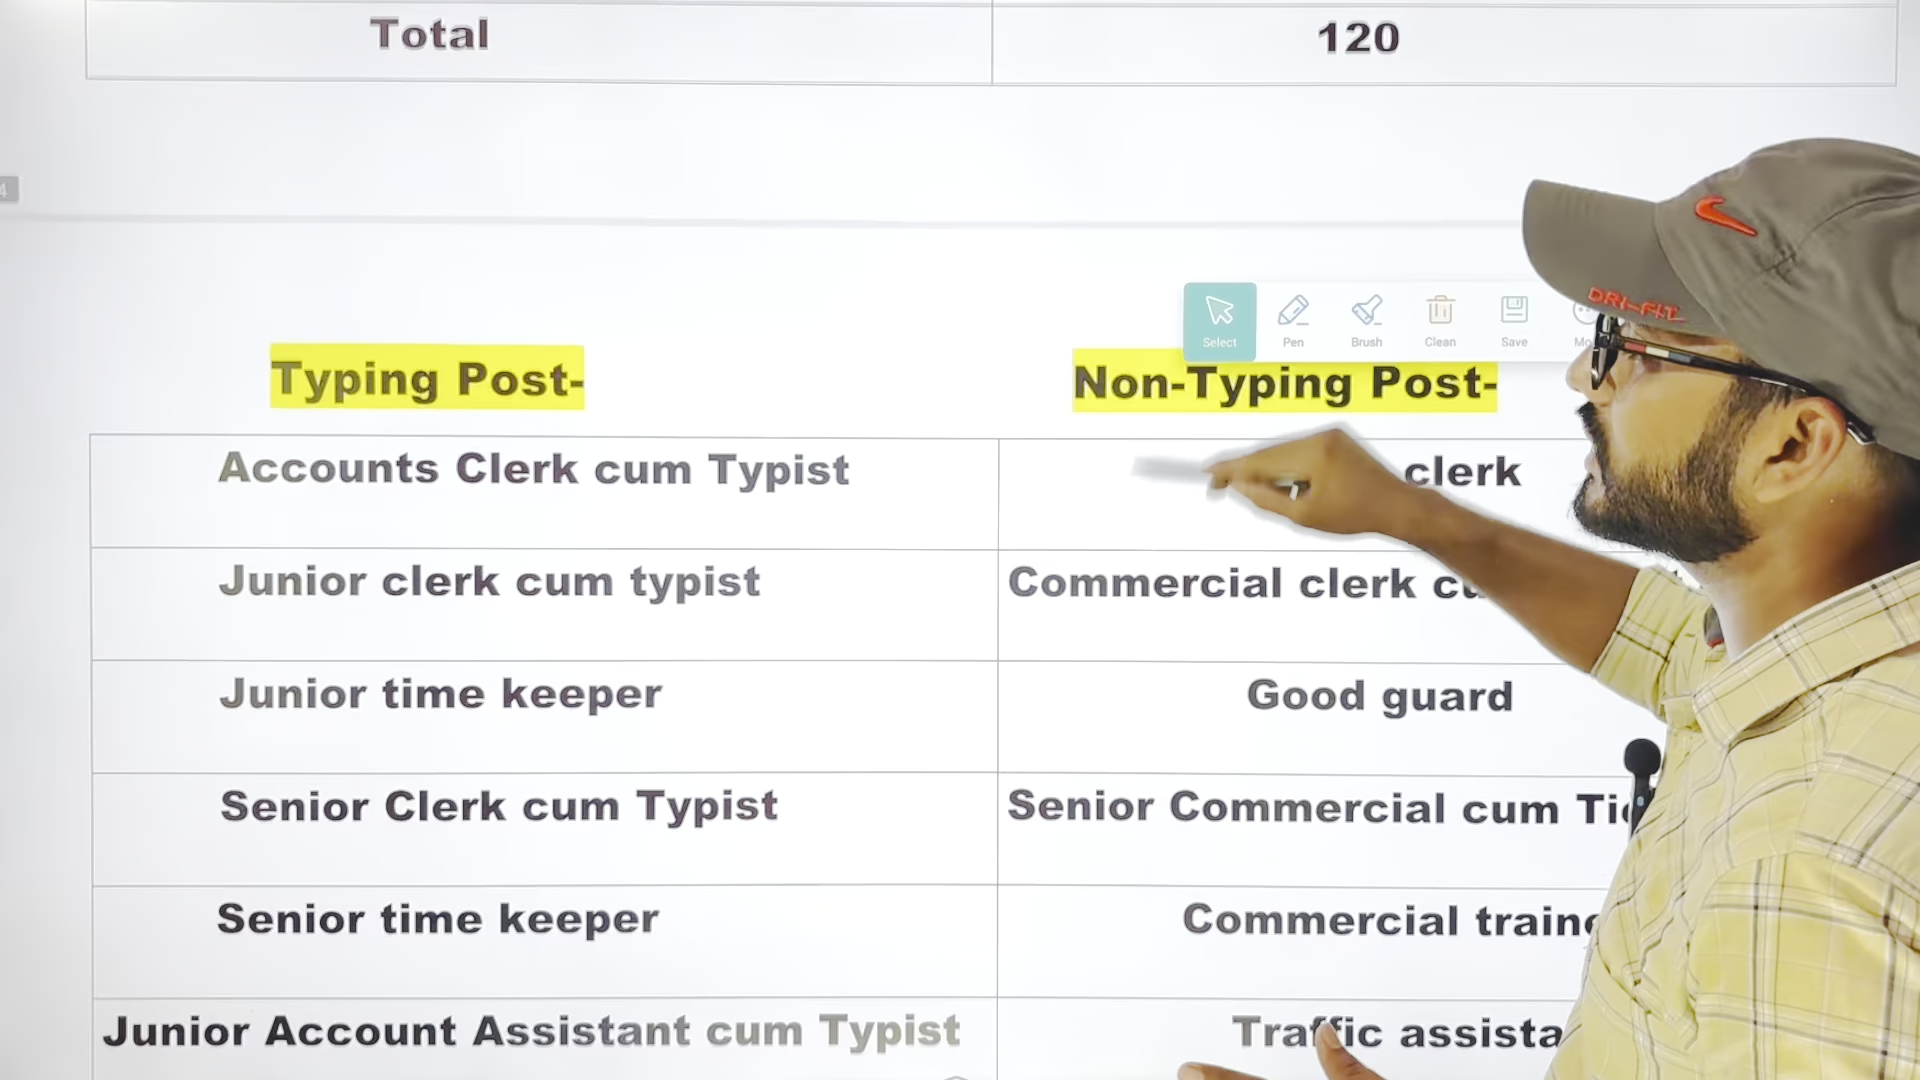 Total 120
4
Select Pen Brush Clean Save
DRI-FIT
Typing Post- Non-Typing Post-
Accounts Clerk cum Typist clerk
Junior clerk cum typist Commercial clerk
Junior time keeper Good guard
Senior Clerk cum Typist Senior Commercial cum
Senior time keeper Commercial
Junior Account Assistant cum Typist Traffic